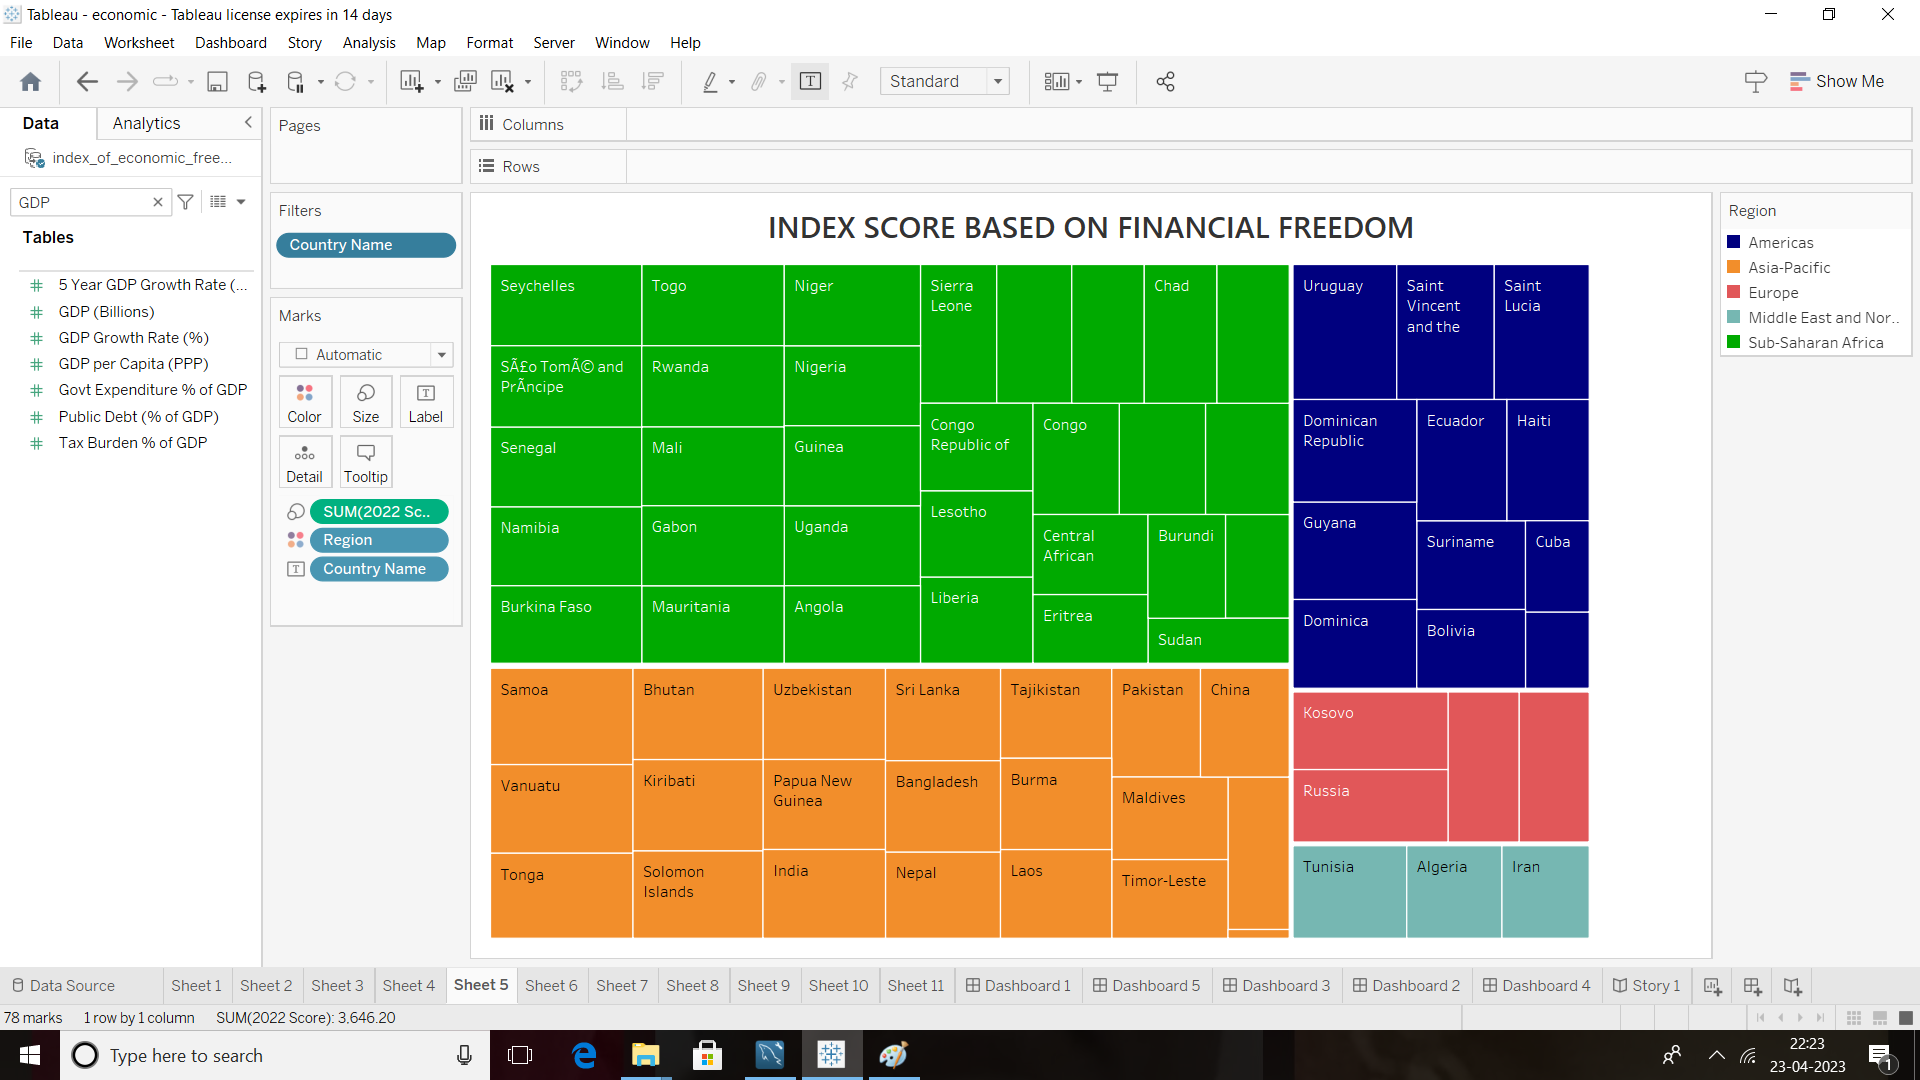 Tableau - economic - Tableau license expires in 14 days
File Data Worksheet Dashboard Story Analysis Map Format Server Window Help
Standard
Show Me
Data Analytics
index_of_economic_free...
GDP
Tables
5 Year GDP Growth Rate (...
GDP (Billions)
GDP Growth Rate (%)
GDP per Capita (PPP)
Govt Expenditure % of GDP
Public Debt (% of GDP)
Tax Burden % of GDP
Pages
Filters
Country Name
Marks
Automatic
Color Size Label
Detail Tooltip
SUM(2022 Sc..
Region
Country Name
Columns
Rows
INDEX SCORE BASED ON FINANCIAL FREEDOM
Seychelles
SÃ£o TomÃ© and
PrÃ­ncipe
Senegal
Namibia
Burkina Faso
Togo
Rwanda
Mali
Gabon
Mauritania
Niger
Nigeria
Guinea
Uganda
Angola
Sierra
Leone
Chad
Congo
Republic of
Lesotho
Liberia
Congo
Central
African
Eritrea
Burundi
Sudan
Samoa
Vanuatu
Tonga
Bhutan
Kiribati
Solomon
Islands
Uzbekistan
Papua New
Guinea
India
Sri Lanka
Bangladesh
Nepal
Tajikistan
Burma
Laos
Pakistan
China
Maldives
Timor-Leste
Uruguay
Saint
Vincent
and the
Saint
Lucia
Dominican
Republic
Guyana
Dominica
Ecuador
Haiti
Suriname
Cuba
Bolivia
Kosovo
Russia
Tunisia
Algeria
Iran
Region
Americas
Asia-Pacific
Europe
Middle East and Nor..
Sub-Saharan Africa
Data Source Sheet 1 Sheet 2 Sheet 3 Sheet 4 Sheet 5 Sheet 6 Sheet 7 Sheet 8 Sheet 9 Sheet 10 Sheet 11 Dashboard 1 Dashboard 5 Dashboard 3 Dashboard 2 Dashboard 4 Story 1
78 marks 1 row by 1 column SUM(2022 Score): 3,646.20
Type here to search
22:23
23-04-2023
1